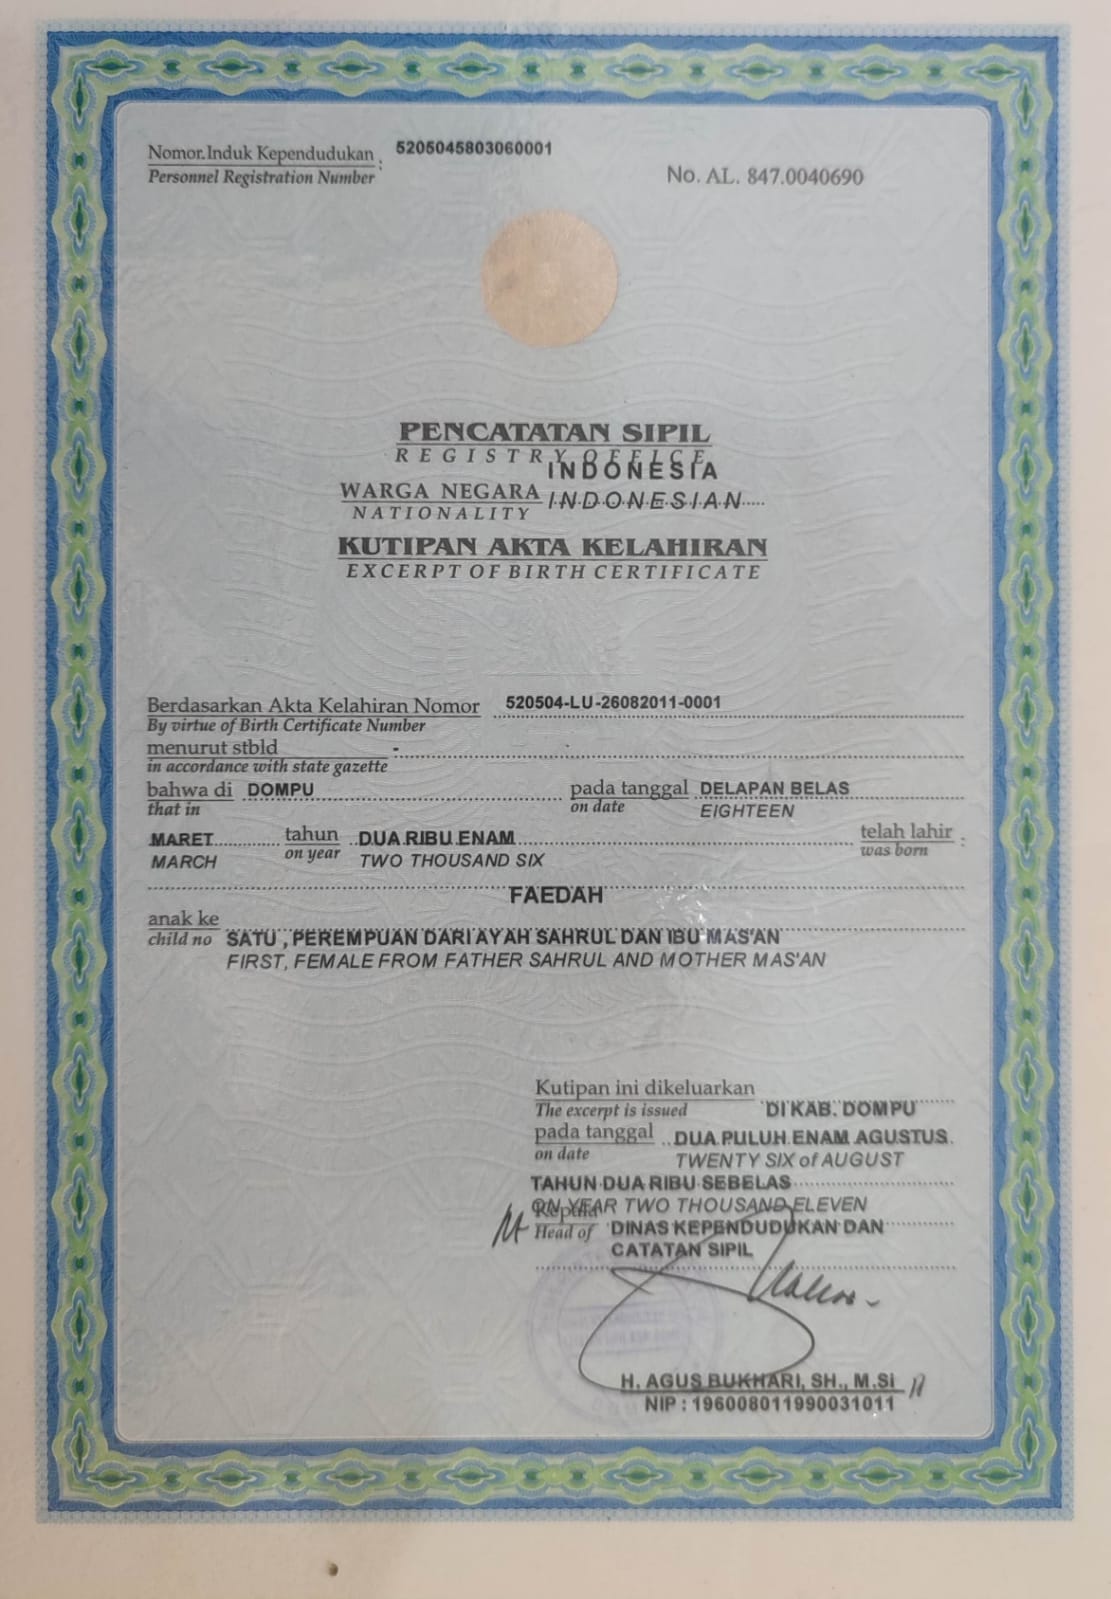 Nomor Induk Kependudukan : 5205045803060001
Personnel Registration Number
No. AL. 847.0040690
PENCATATAN SIPIL
REGISTRY OFFICE
INDONESIA
WARGA NEGARA
INDONESIAN
NATIONALITY
KUTIPAN AKTA KELAHIRAN
EXCERPT OF BIRTH CERTIFICATE
Berdasarkan Akta Kelahiran Nomor 520504-LU-26082011-0001
By virtue of Birth Certificate Number
menurut stbld -
in accordance with state gazette
bahwa di DOMPU pada tanggal DELAPAN BELAS
that in on date EIGHTEEN
MARET tahun DUA RIBU ENAM telah lahir :
MARCH on year TWO THOUSAND SIX was born
FAEDAH
anak ke
child no SATU , PEREMPUAN DARI AYAH SAHRUL DAN IBU MAS'AN
FIRST, FEMALE FROM FATHER SAHRUL AND MOTHER MAS'AN
Kutipan ini dikeluarkan
The excerpt is issued DI KAB. DOMPU
pada tanggal DUA PULUH ENAM AGUSTUS
on date TWENTY SIX of AUGUST
TAHUN DUA RIBU SEBELAS
ON YEAR TWO THOUSAND ELEVEN
Kepala
Head of DINAS KEPENDUDUKAN DAN
CATATAN SIPIL
H. AGUS BUKHARI, SH., M.Si
NIP : 196008011990031011